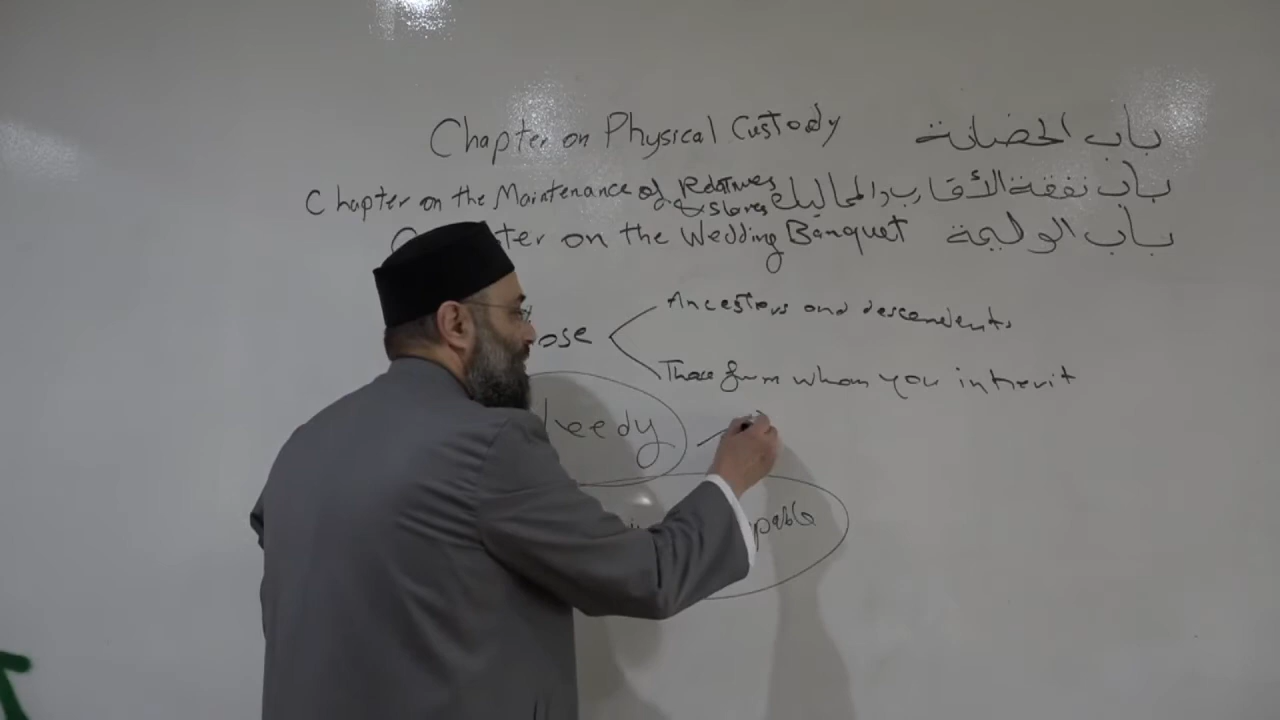 Chapter on Physical Custody باب الحضانة
Chapter on the Maintenance of Relatives & Slaves باب نفقة الأقارب والمماليك
ter on the Wedding Banquet باب الوليمة
ose
Ancestors and descendents
Those from whom you inherit
eedy
pable